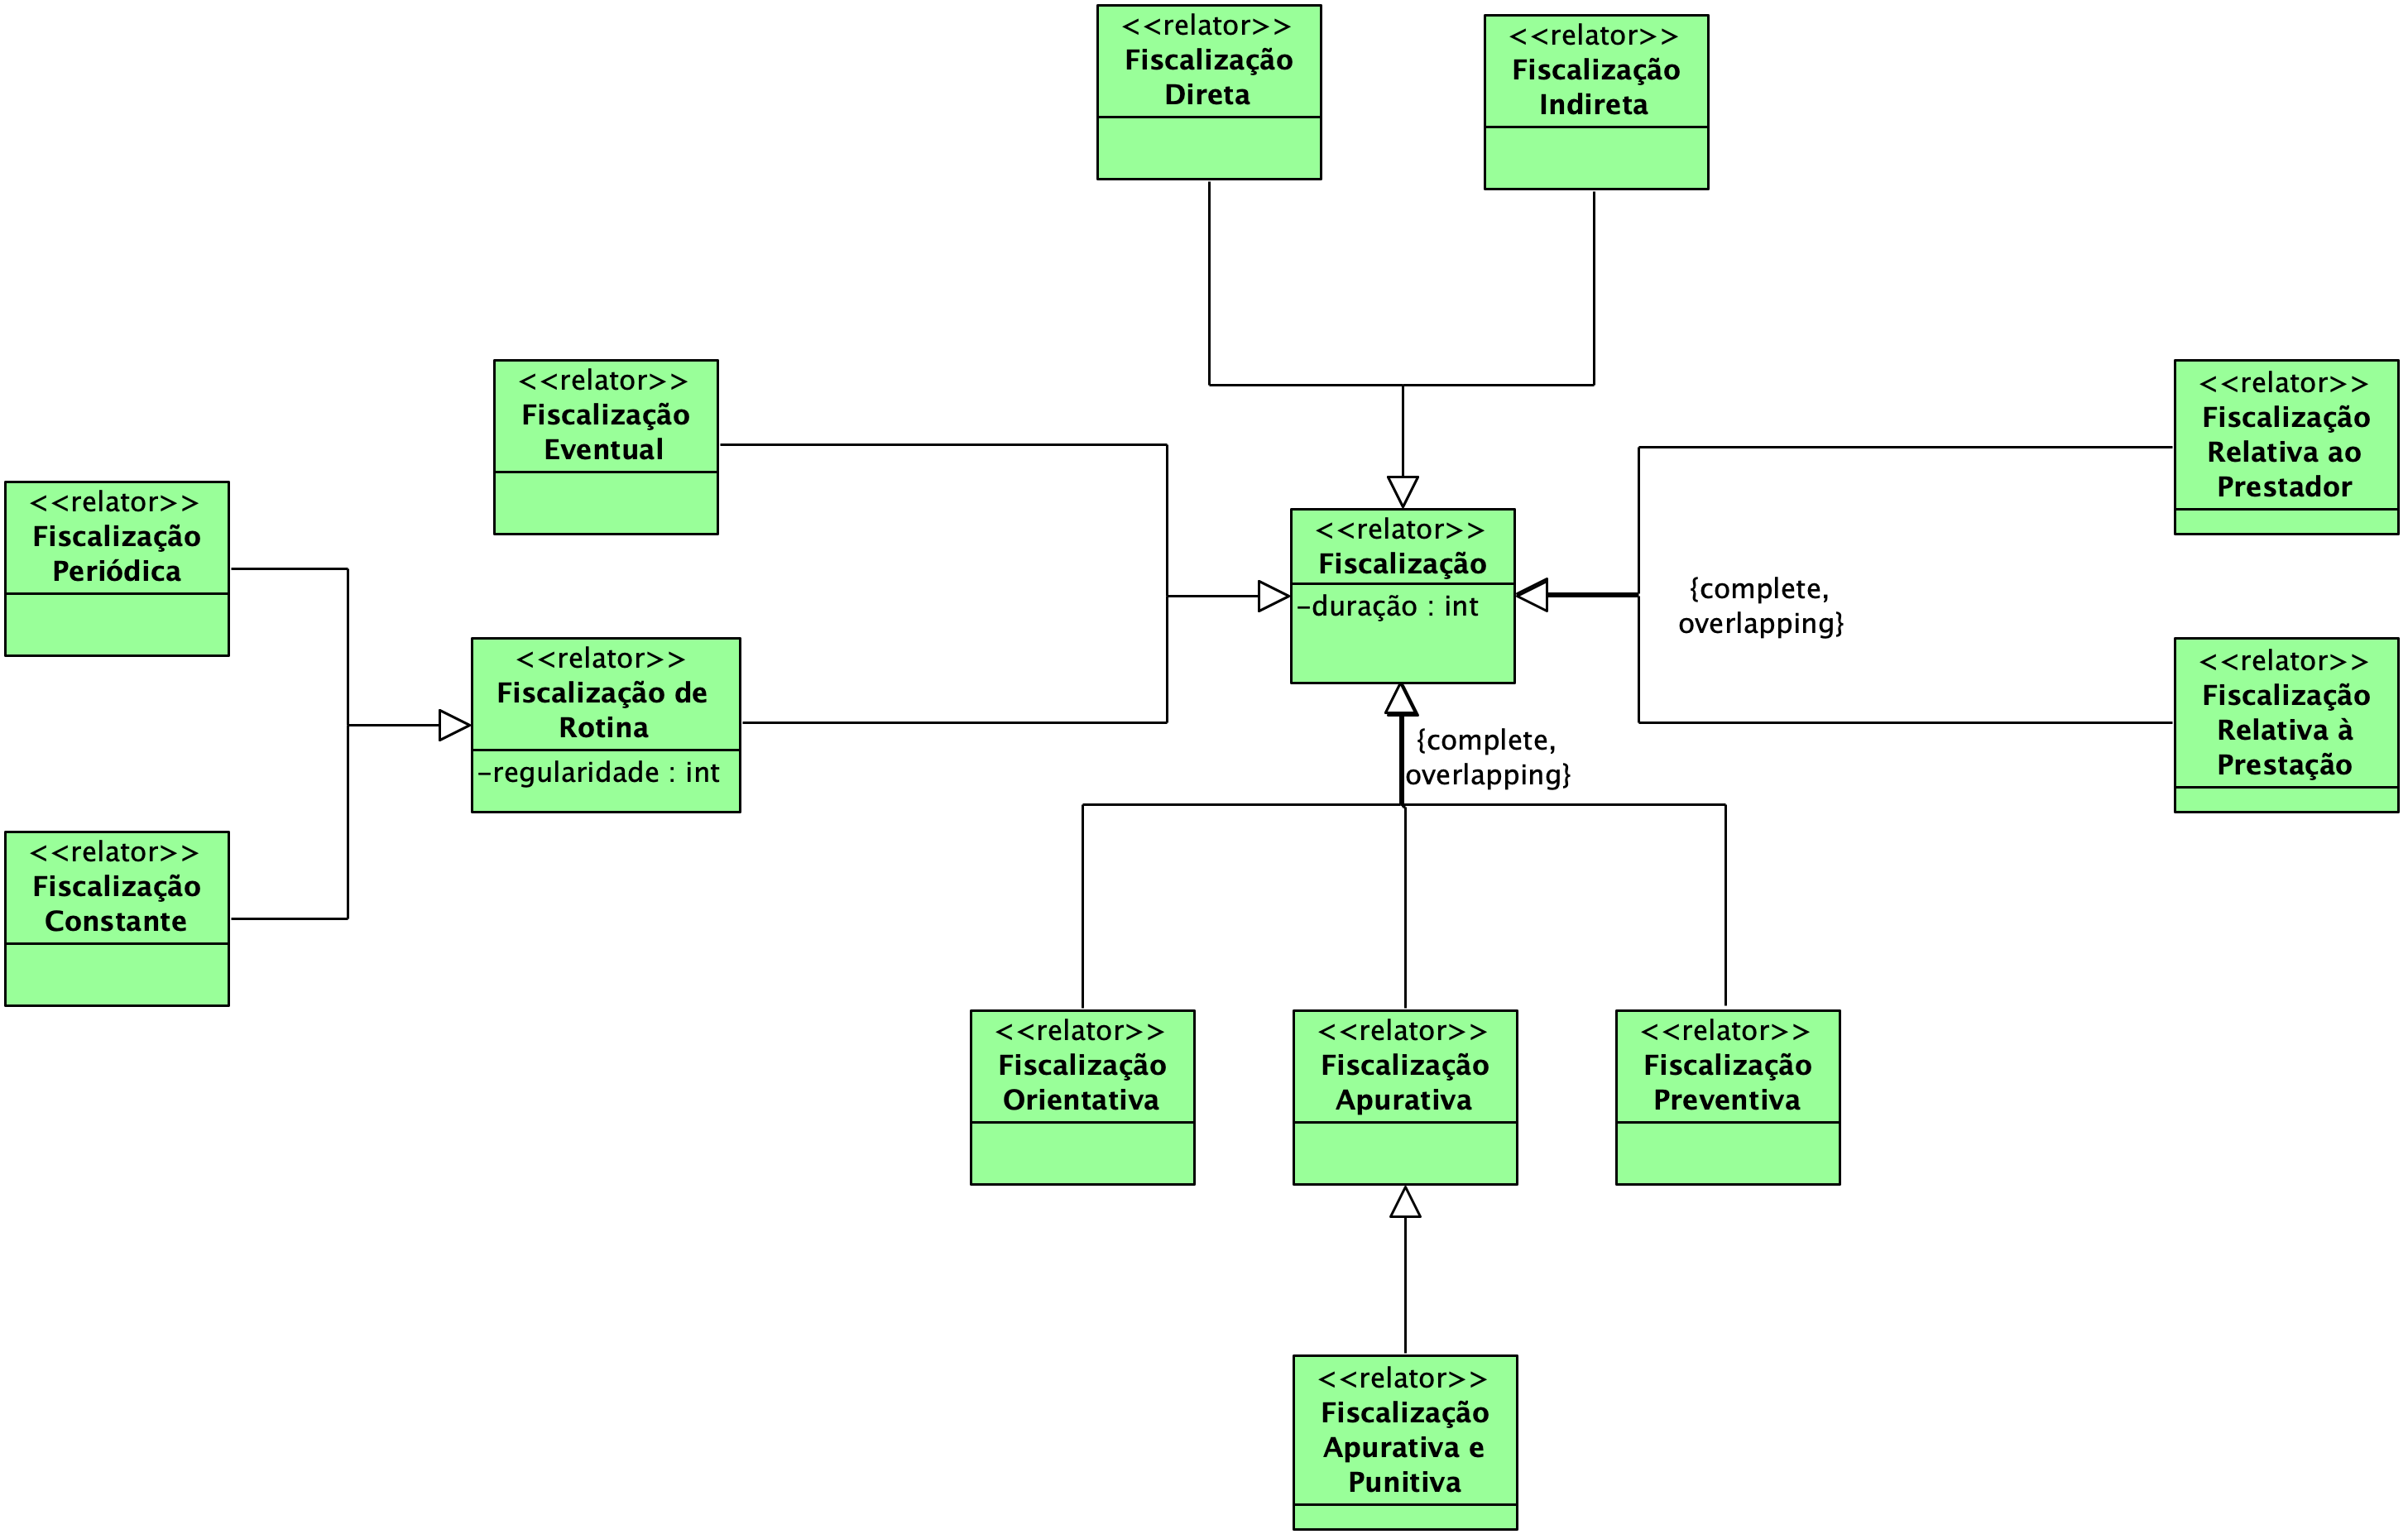 <<relator>>
Fiscalização
Direta
<<relator>>
Fiscalização
Indireta
<<relator>>
Fiscalização
Eventual
<<relator>>
Fiscalização
Relativa ao
Prestador
<<relator>>
Fiscalização
Periódica
<<relator>>
Fiscalização
-duração : int
{complete,
overlapping}
<<relator>>
Fiscalização de
Rotina
-regularidade : int
<<relator>>
Fiscalização
Relativa à
Prestação
{complete,
overlapping}
<<relator>>
Fiscalização
Constante
<<relator>>
Fiscalização
Orientativa
<<relator>>
Fiscalização
Apurativa
<<relator>>
Fiscalização
Preventiva
<<relator>>
Fiscalização
Apurativa e
Punitiva